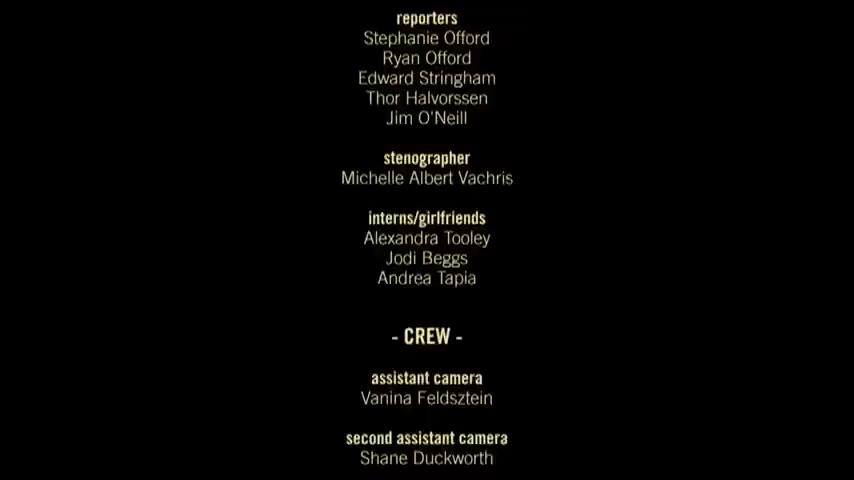 reporters
Stephanie Offord
Ryan Offord
Edward Stringham
Thor Halvorssen
Jim O'Neill
stenographer
Michelle Albert Vachris
interns/girlfriends
Alexandra Tooley
Jodi Beggs
Andrea Tapia
- CREW -
assistant camera
Vanina Feldsztein
second assistant camera
Shane Duckworth